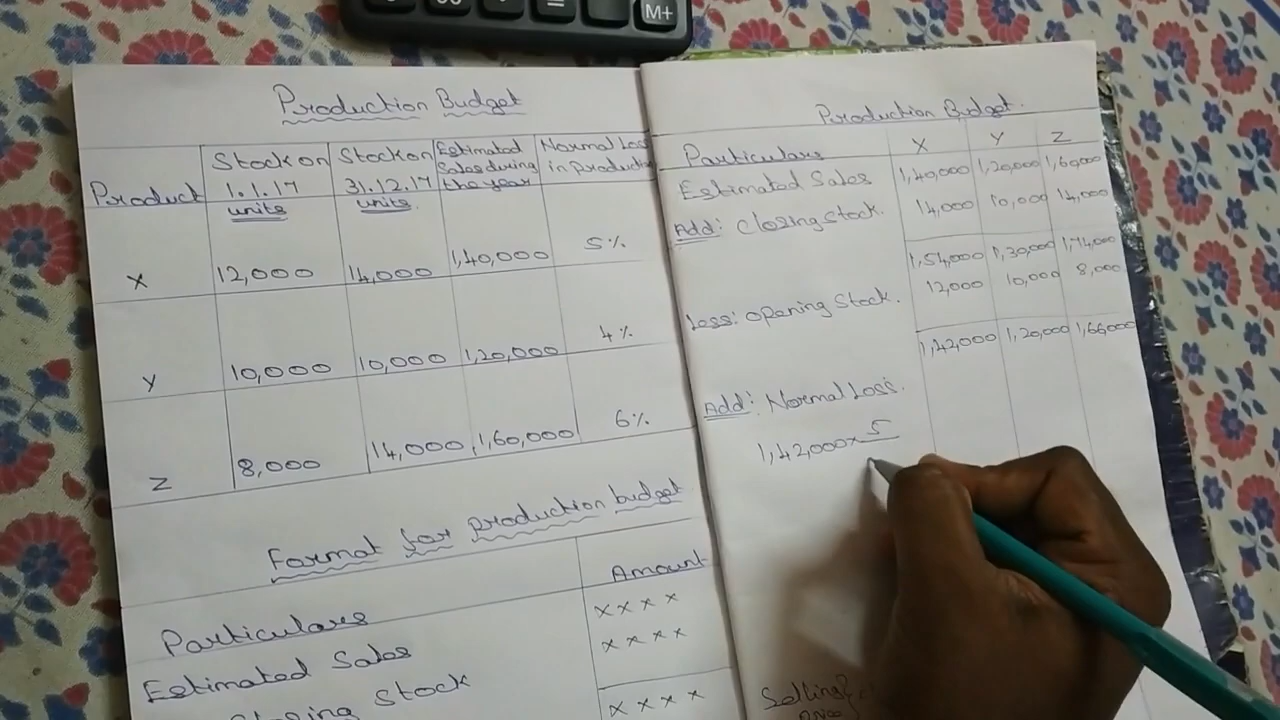 M+
Production Budget
Product
Stock on
1.1.17
units
Stock on
31.12.17
units
Estimated
Sales during
the year
Normal Loss
in Product
X 12,000 14,000 1,40,000 5%
Y 10,000 10,000 1,20,000 4%
Z 8,000 14,000 1,60,000 6%
Format for Production budget
Particulars Amount
Estimated Sales xxxx
Closing Stock xxxx
xxxx
Production Budget.
Particulars X Y Z
Estimated Sales 1,40,000 1,20,000 1,60,000
Add: Closing Stock. 14,000 10,000 14,000
1,54,000 1,30,000 1,74,000
Less: Opening Stock. 12,000 10,000 8,000
1,42,000 1,20,000 1,66,000
Add: Normal Loss.
1,42,000 x 5
Selling
Price